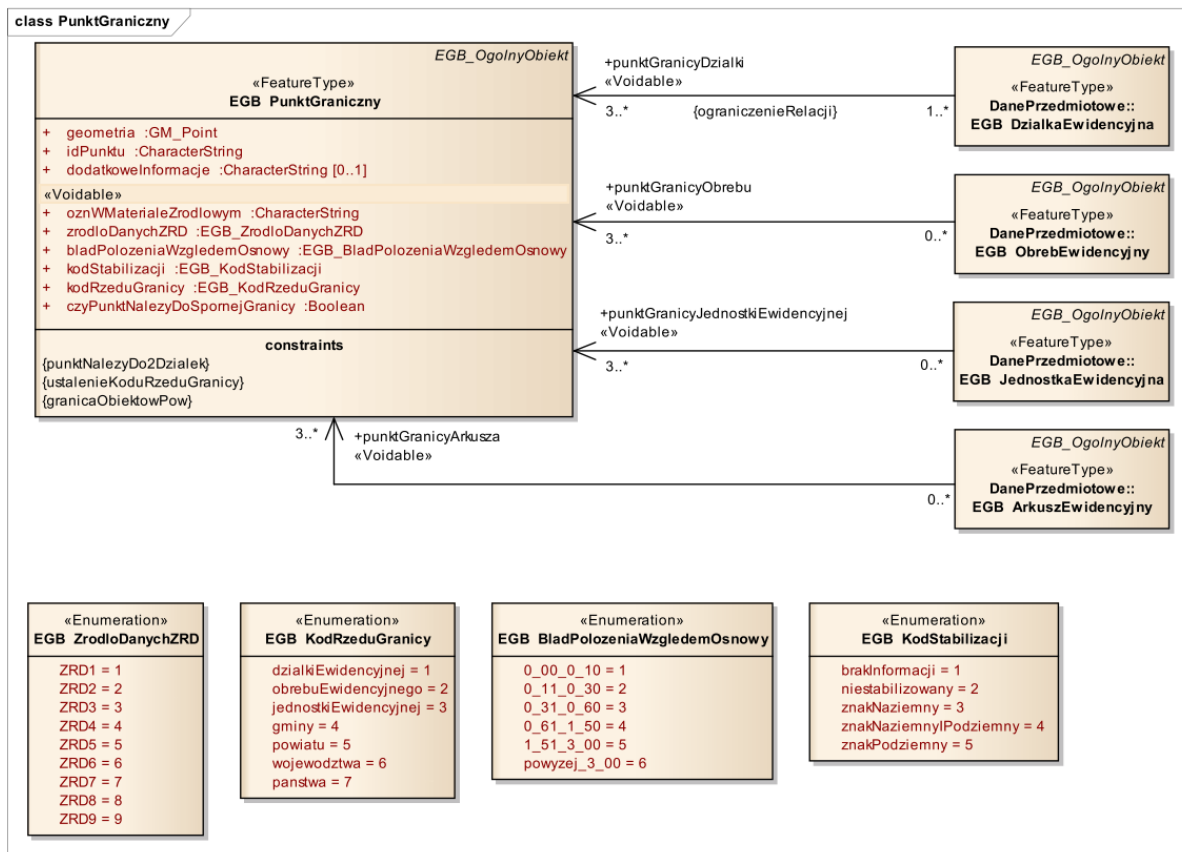 class PunktGraniczny
EGB_OgolnyObiekt
«FeatureType»
EGB_PunktGraniczny
+ geometria :GM_Point
+ idPunktu :CharacterString
+ dodatkoweInformacje :CharacterString [0..1]
«Voidable»
+ oznWMaterialeZrodlowym :CharacterString
+ zrodloDanychZRD :EGB_ZrodloDanychZRD
+ bladPolozeniaWzgledemOsnowy :EGB_BladPolozeniaWzgledemOsnowy
+ kodStabilizacji :EGB_KodStabilizacji
+ kodRzeduGranicy :EGB_KodRzeduGranicy
+ czyPunktNalezyDoSpornejGranicy :Boolean
constraints
{punktNalezyDo2Dzialek}
{ustalenieKoduRzeduGranicy}
{granicaObiektowPow}
+punktGranicyDzialki
«Voidable»
3..* {ograniczenieRelacji} 1..*
EGB_OgolnyObiekt
«FeatureType»
DanePrzedmiotowe::
EGB_DzialkaEwidencyjna
+punktGranicyObrebu
«Voidable»
3..* 0..*
EGB_OgolnyObiekt
«FeatureType»
DanePrzedmiotowe::
EGB_ObrebEwidencyjny
+punktGranicyJednostkiEwidencyjnej
«Voidable»
3..* 0..*
EGB_OgolnyObiekt
«FeatureType»
DanePrzedmiotowe::
EGB_JednostkaEwidencyjna
3..* +punktGranicyArkusza
«Voidable»
0..*
EGB_OgolnyObiekt
«FeatureType»
DanePrzedmiotowe::
EGB_ArkuszEwidencyjny
«Enumeration»
EGB_ZrodloDanychZRD
ZRD1 = 1
ZRD2 = 2
ZRD3 = 3
ZRD4 = 4
ZRD5 = 5
ZRD6 = 6
ZRD7 = 7
ZRD8 = 8
ZRD9 = 9
«Enumeration»
EGB_KodRzeduGranicy
dzialkiEwidencyjnej = 1
obrebuEwidencyjnego = 2
jednostkiEwidencyjnej = 3
gminy = 4
powiatu = 5
wojewodztwa = 6
panstwa = 7
«Enumeration»
EGB_BladPolozeniaWzgledemOsnowy
0_00_0_10 = 1
0_11_0_30 = 2
0_31_0_60 = 3
0_61_1_50 = 4
1_51_3_00 = 5
powyzej_3_00 = 6
«Enumeration»
EGB_KodStabilizacji
brakInformacji = 1
niestabilizowany = 2
znakNaziemny = 3
znakNaziemnyIPodziemny = 4
znakPodziemny = 5